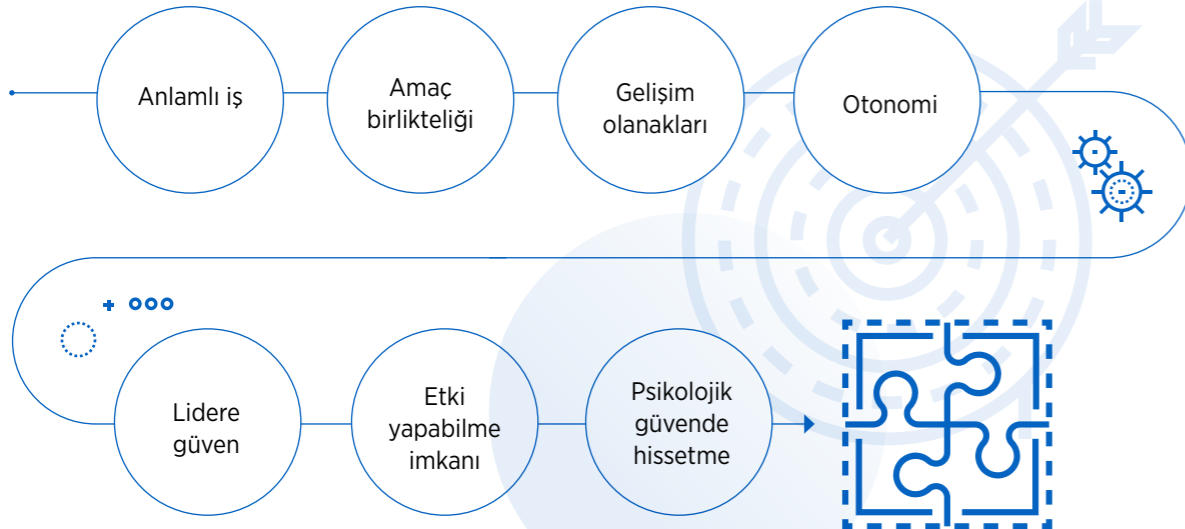 Anlamlı iş
Amaç
birlikteliği
Gelişim
olanakları
Otonomi
Lidere
güven
Etki
yapabilme
imkanı
Psikolojik
güvende
hissetme